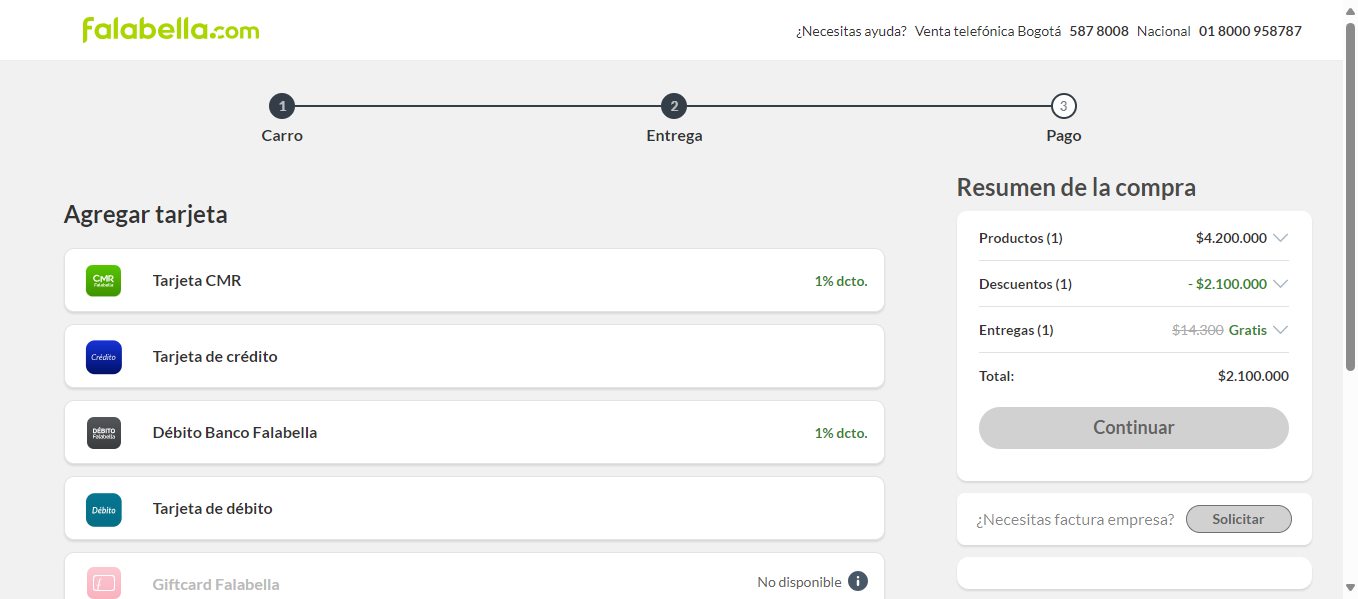 falabella.com
¿Necesitas ayuda? Venta telefónica Bogotá 587 8008 Nacional 01 8000 958787
1
2
3
Carro
Entrega
Pago
Agregar tarjeta
CMR
Falabella
Tarjeta CMR
1% dcto.
Crédito
Tarjeta de crédito
DÉBITO
Falabella
Débito Banco Falabella
1% dcto.
Débito
Tarjeta de débito
Giftcard Falabella
No disponible
Resumen de la compra
Productos (1) $4.200.000
Descuentos (1) - $2.100.000
Entregas (1) $14.300 Gratis
Total: $2.100.000
Continuar
¿Necesitas factura empresa?
Solicitar